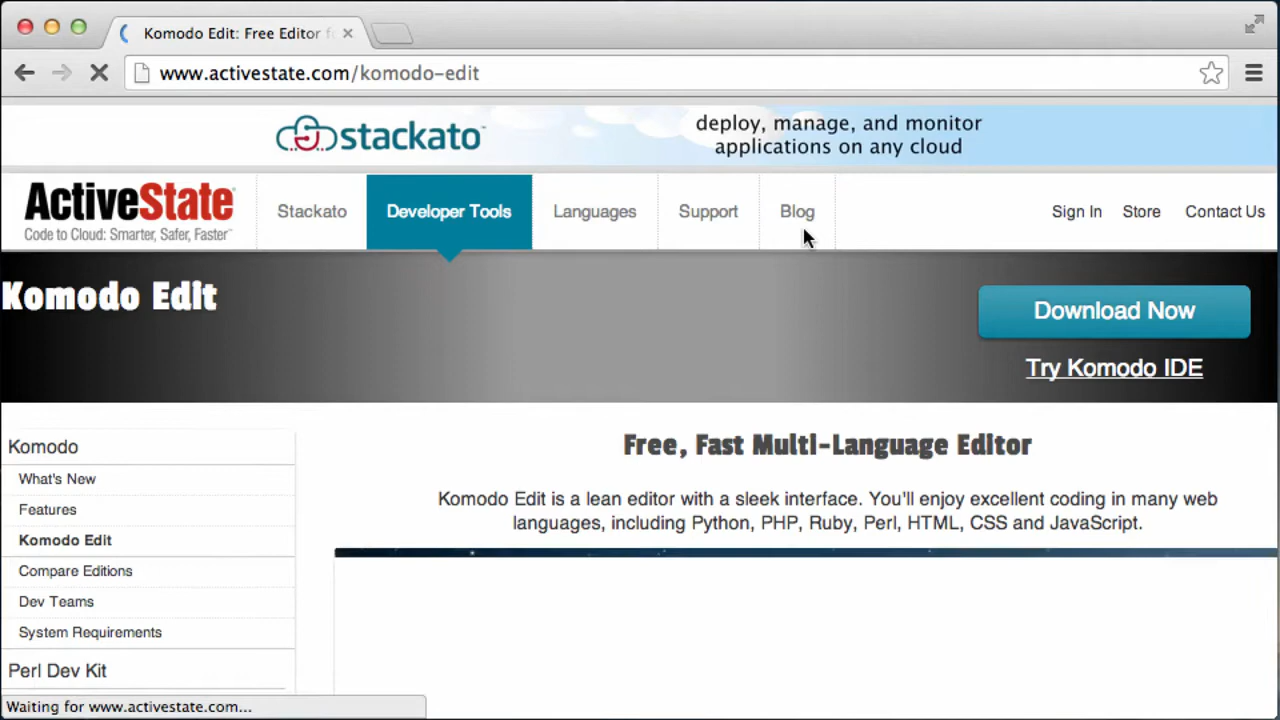 Komodo Edit: Free Editor f
www.activestate.com/komodo-edit
stackato
deploy, manage, and monitor
applications on any cloud
ActiveState
Code to Cloud: Smarter, Safer, Faster™
Stackato
Developer Tools
Languages
Support
Blog
Sign In
Store
Contact Us
Komodo Edit
Download Now
Try Komodo IDE
Komodo
What's New
Features
Komodo Edit
Compare Editions
Dev Teams
System Requirements
Perl Dev Kit
Free, Fast Multi-Language Editor
Komodo Edit is a lean editor with a sleek interface. You'll enjoy excellent coding in many web
languages, including Python, PHP, Ruby, Perl, HTML, CSS and JavaScript.
Waiting for www.activestate.com...